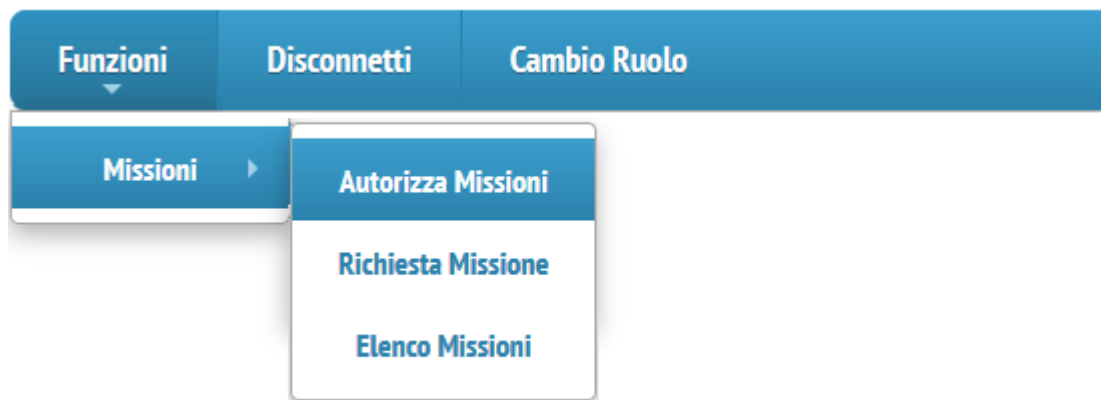 Funzioni Disconnetti Cambio Ruolo
Missioni
Autorizza Missioni
Richiesta Missione
Elenco Missioni